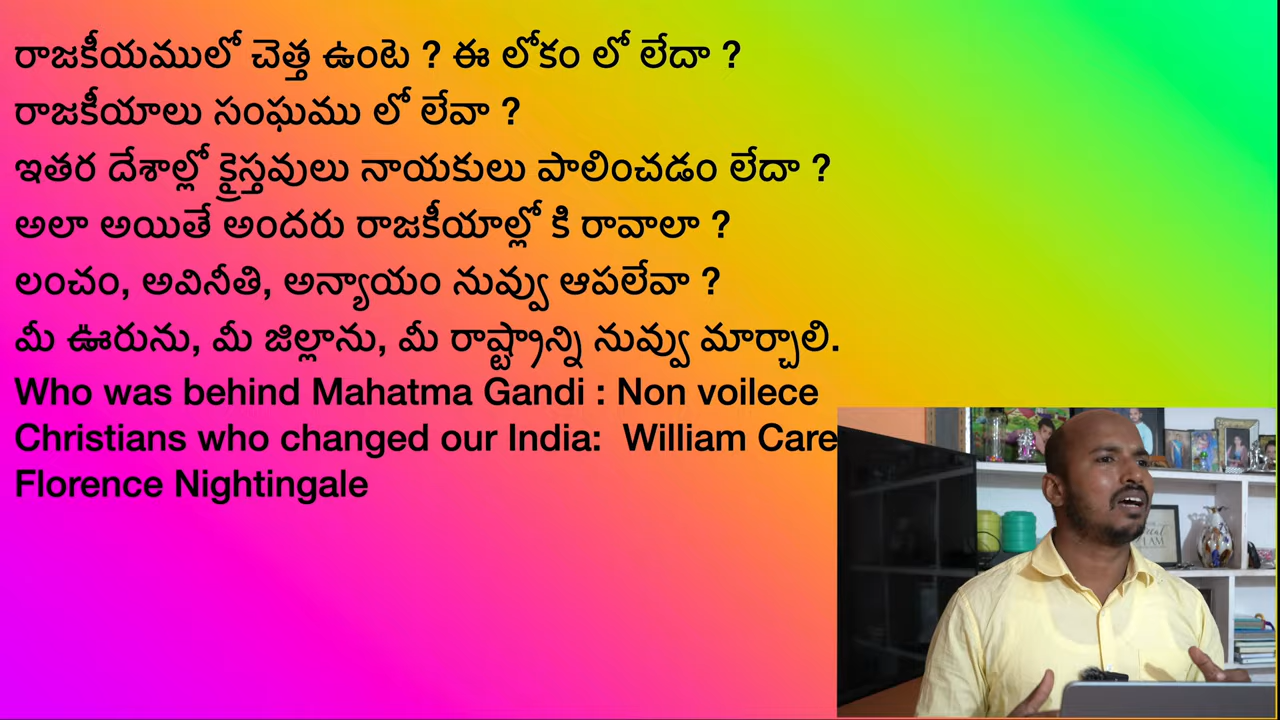 రాజకీయములో చెత్త ఉంటె ? ఈ లోకం లో లేదా ?
రాజకీయాలు సంఘము లో లేవా ?
ఇతర దేశాల్లో క్రైస్తవులు నాయకులు పాలించడం లేదా ?
అలా అయితే అందరు రాజకీయాల్లో కి రావాలా ?
లంచం, అవినీతి, అన్యాయం నువ్వు ఆపలేవా ?
మీ ఊరును, మీ జిల్లాను, మీ రాష్ట్రాన్ని నువ్వు మార్చాలి.
Who was behind Mahatma Gandi : Non voilece
Christians who changed our India: William Care
Florence Nightingale